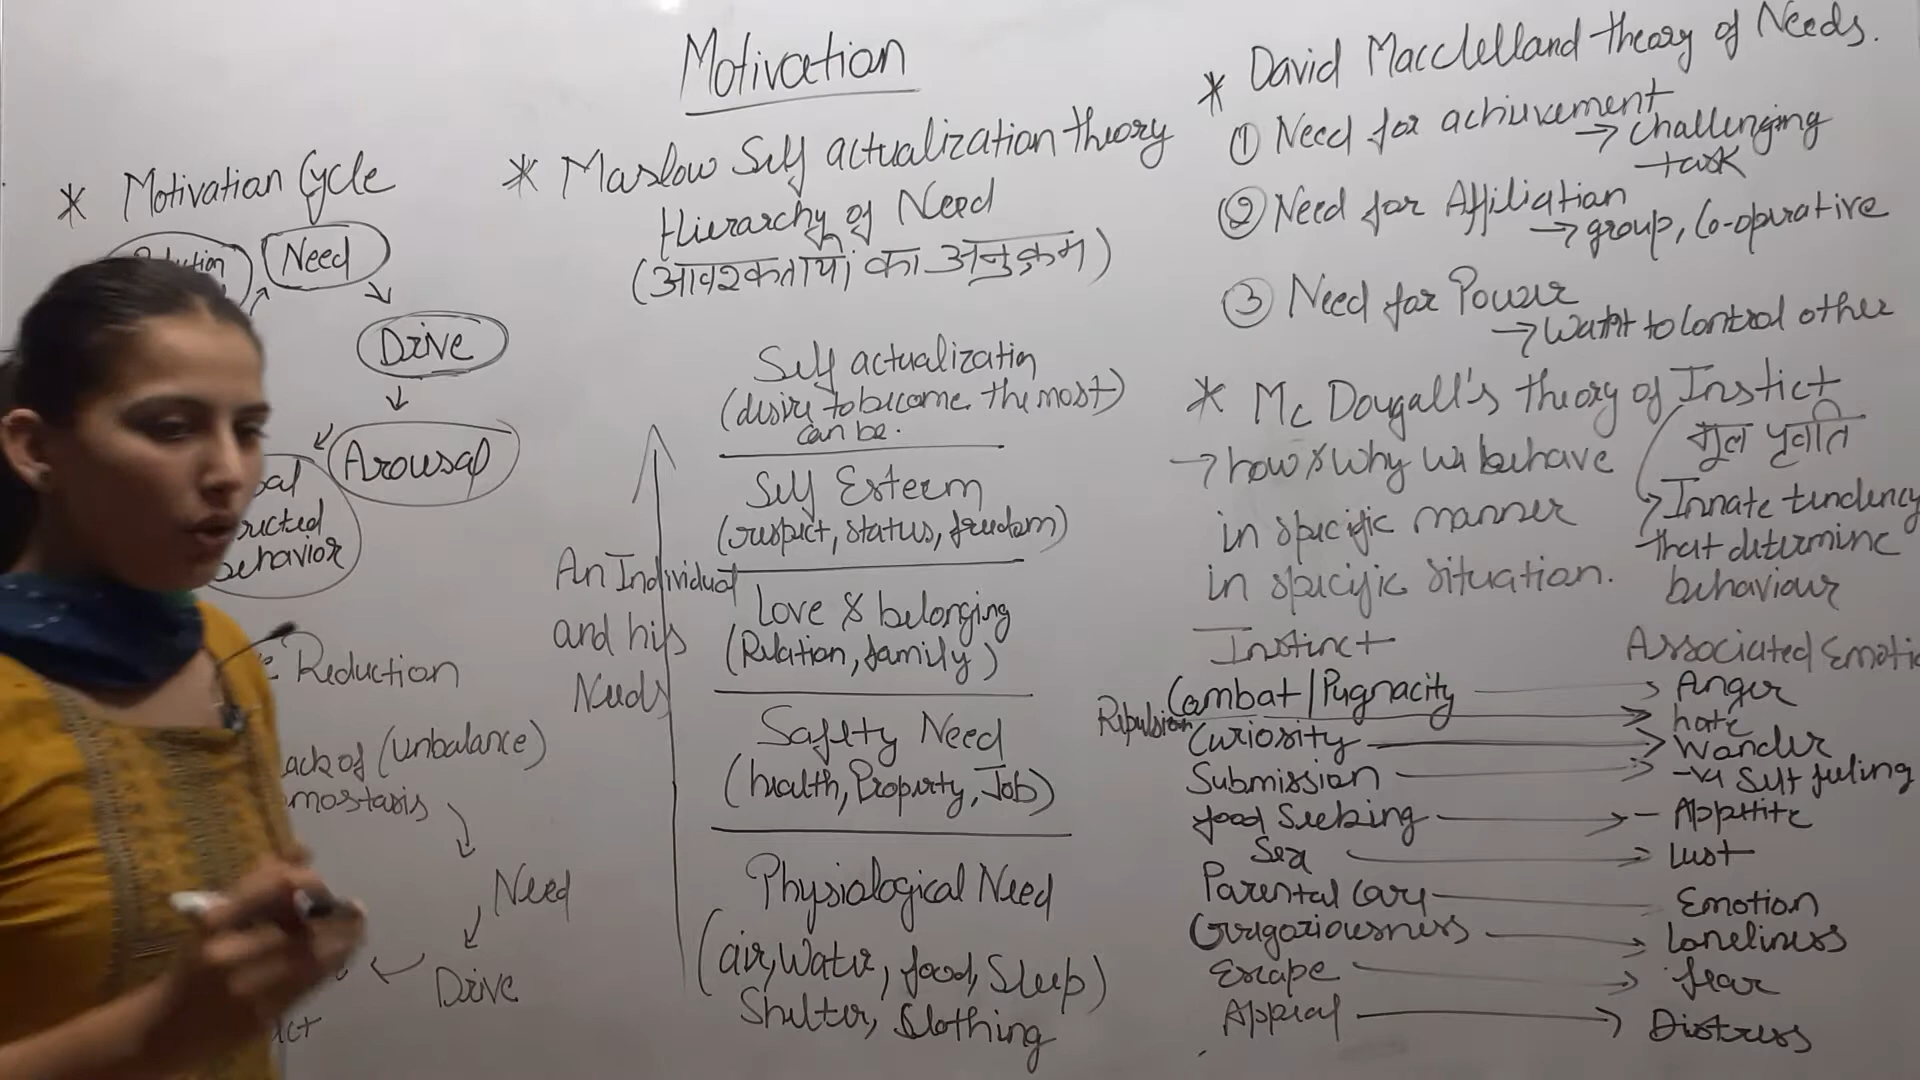 Motivation
* Motivation Cycle
Need
Drive
Arousal
ructed
behavior
Reduction
(unbalance)
Need
Drive
* Maslow Self actualization theory
Hierarchy of Need
(आवश्कतायों का अनुक्रम)
Self actualization
(desire to become the most)
can be.
Self Esteem
(respect, status, freedom)
Love & belonging
(Relation, family)
Safety Need
(health, Property, Job)
Physiological Need
(air, Water, food, Sleep)
Shelter, Clothing
An Individual
and his
Needs
* David Macclelland theory of Needs.
① Need for achievement
→ Challenging
task
② Need for Affiliation
→ group, Co-operative
③ Need for Power
→ Want to Control other
* Mc Dougall's theory of Instict
मुल प्रवृति
→ how & Why We behave
in specific manner
in specific situation.
→ Innate tendency
that determine
behaviour
Instinct Associated Emotio
Combat/Pugnacity → Anger
Repulsion → hate
Curiosity → Wonder
Submission → -ve Self feeling
food Seeking → - Appetite
Sex → Lust
Parental Care Emotion
Gregariousness → Loneliness
Escape → fear
Appeal → Distress